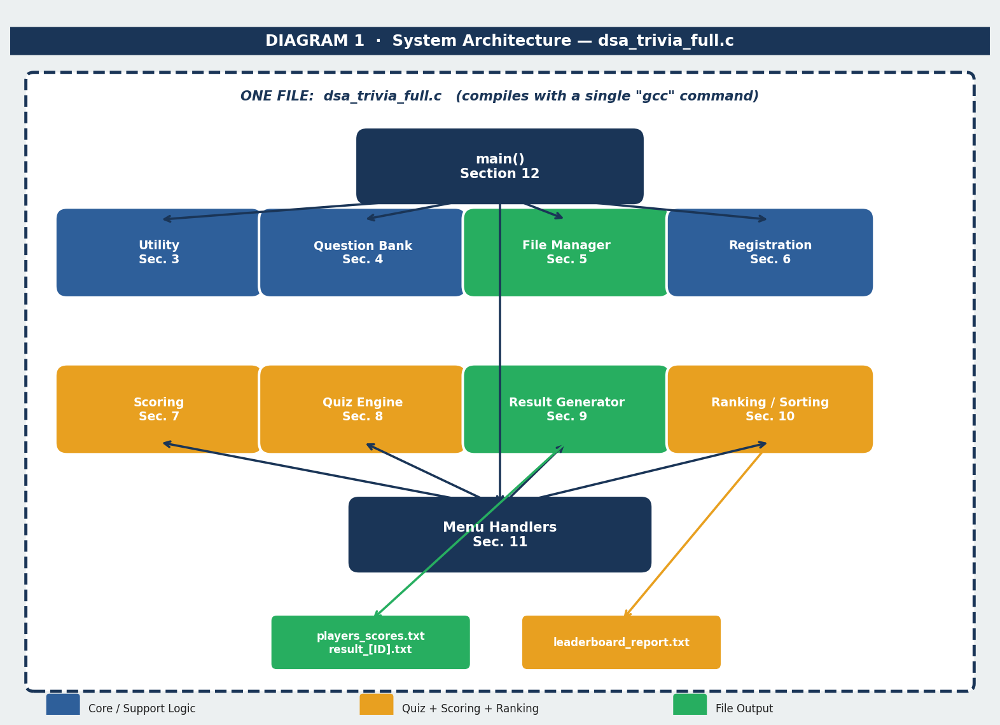 DIAGRAM 1 · System Architecture — dsa_trivia_full.c
ONE FILE: dsa_trivia_full.c (compiles with a single "gcc" command)
main()
Section 12
Utility
Sec. 3
Question Bank
Sec. 4
File Manager
Sec. 5
Registration
Sec. 6
Scoring
Sec. 7
Quiz Engine
Sec. 8
Result Generator
Sec. 9
Ranking / Sorting
Sec. 10
Menu Handlers
Sec. 11
players_scores.txt
result_[ID].txt
leaderboard_report.txt
Core / Support Logic
Quiz + Scoring + Ranking
File Output